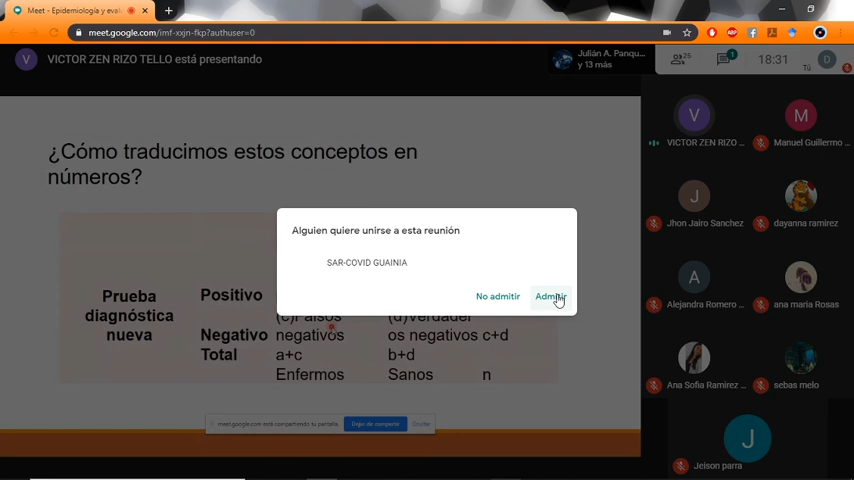 Meet - Epidemiología y eval
meet.google.com/imf-xxjn-fkp?authuser=0
V
VICTOR ZEN RIZO TELLO está presentando
Julián A. Panqu...
y 13 más
25
1
18:31
Tú
D
¿Cómo traducimos estos conceptos en
números?
Alguien quiere unirse a esta reunión
SAR-COVID GUAINIA
No admitir
Admitir
Prueba
diagnóstica
nueva
Positivo
(c)Falsos
(d)Verdader
Negativo negativos os negativos c+d
Total a+c b+d
Enfermos Sanos n
meet.google.com está compartiendo tu pantalla.
Dejar de compartir
Ocultar
V
VICTOR ZEN RIZO ...
M
Manuel Guillermo ...
J
Jhon Jairo Sanchez
dayanna ramirez
A
Alejandra Romero ...
ana maria Rosas
Ana Sofia Ramirez ...
sebas melo
J
Jeison parra